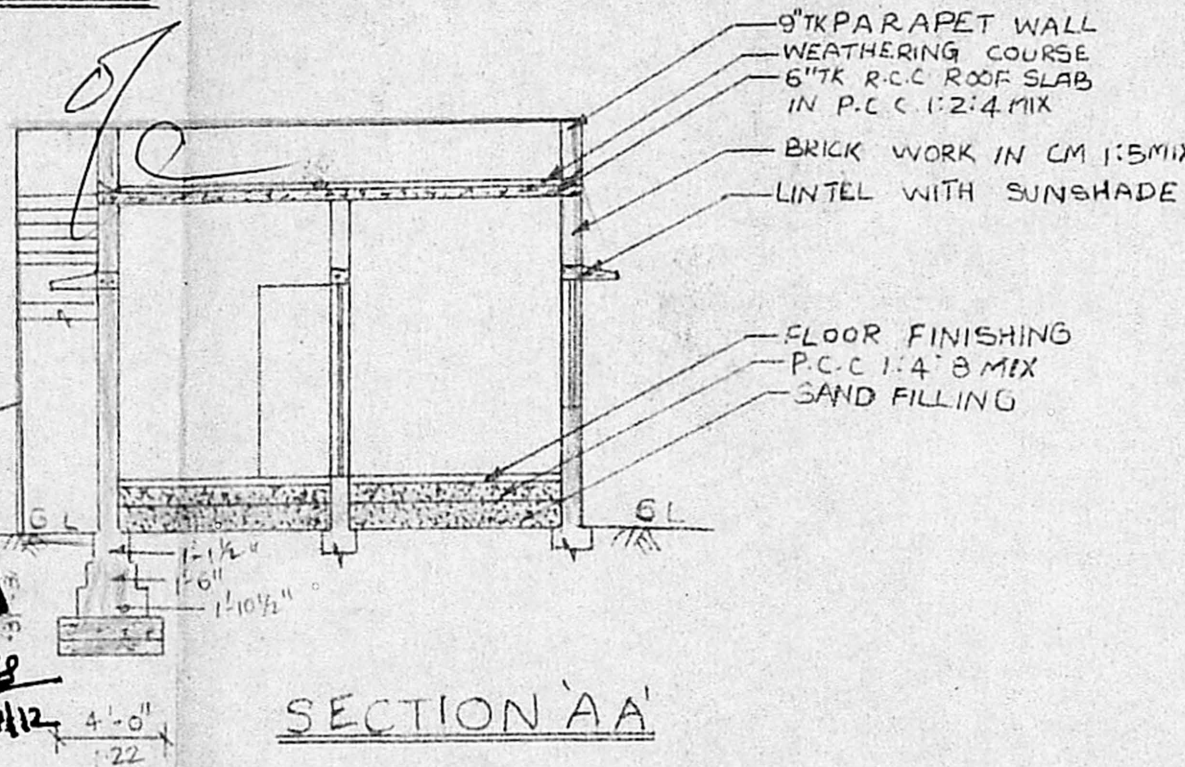 9"TK PARAPET WALL
WEATHERING COURSE
6"TK R.C.C ROOF SLAB
IN P.C.C. 1:2:4 MIX
BRICK WORK IN CM 1:5 MIX
LINTEL WITH SUNSHADE
FLOOR FINISHING
P.C.C 1:4:8 MIX
SAND FILLING
G L
G L
1'-1½"
1'-6"
1'-10½"
4'-0"
1.22
SECTION 'AA'